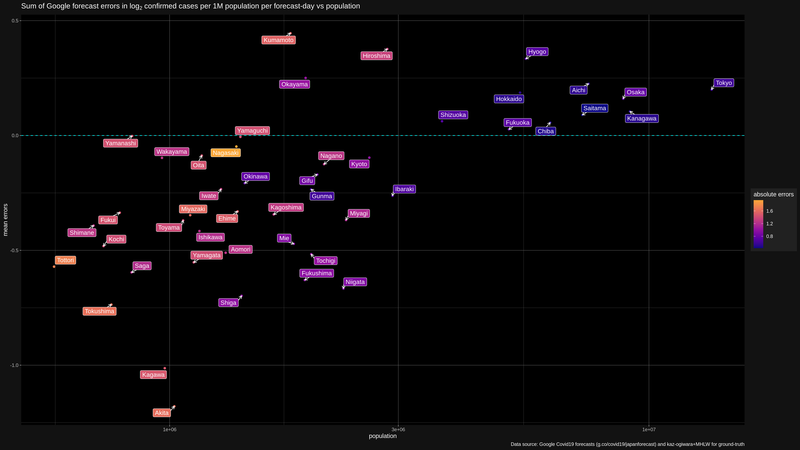 Sum of Google forecast errors in log2 confirmed cases per 1M population per forecast-day vs population
0.5
Kumamoto
Hyogo
Hiroshima
Okayama
Tokyo
Aichi
Osaka
Hokkaido
Saitama
Shizuoka
Kanagawa
Fukuoka
Chiba
Yamaguchi
0.0
Yamanashi
Wakayama
Nagasaki
Nagano
Oita
Kyoto
Okinawa
Gifu
Ibaraki
absolute errors
Iwate
Gunma
1.6
Miyazaki
Kagoshima
1.2
Fukui
Ehime
Miyagi
mean errors
Toyama
0.8
Shimane
Kochi
Ishikawa
Mie
-0.5
Aomori
Yamagata
Tottori
Tochigi
Saga
Fukushima
Niigata
Shiga
Tokushima
-1.0
Kagawa
Akita
1e+06
3e+06
1e+07
population
Data source: Google Covid19 forecasts (g.co/covid19/japanforecast) and kaz-ogiwara+MHLW for ground-truth